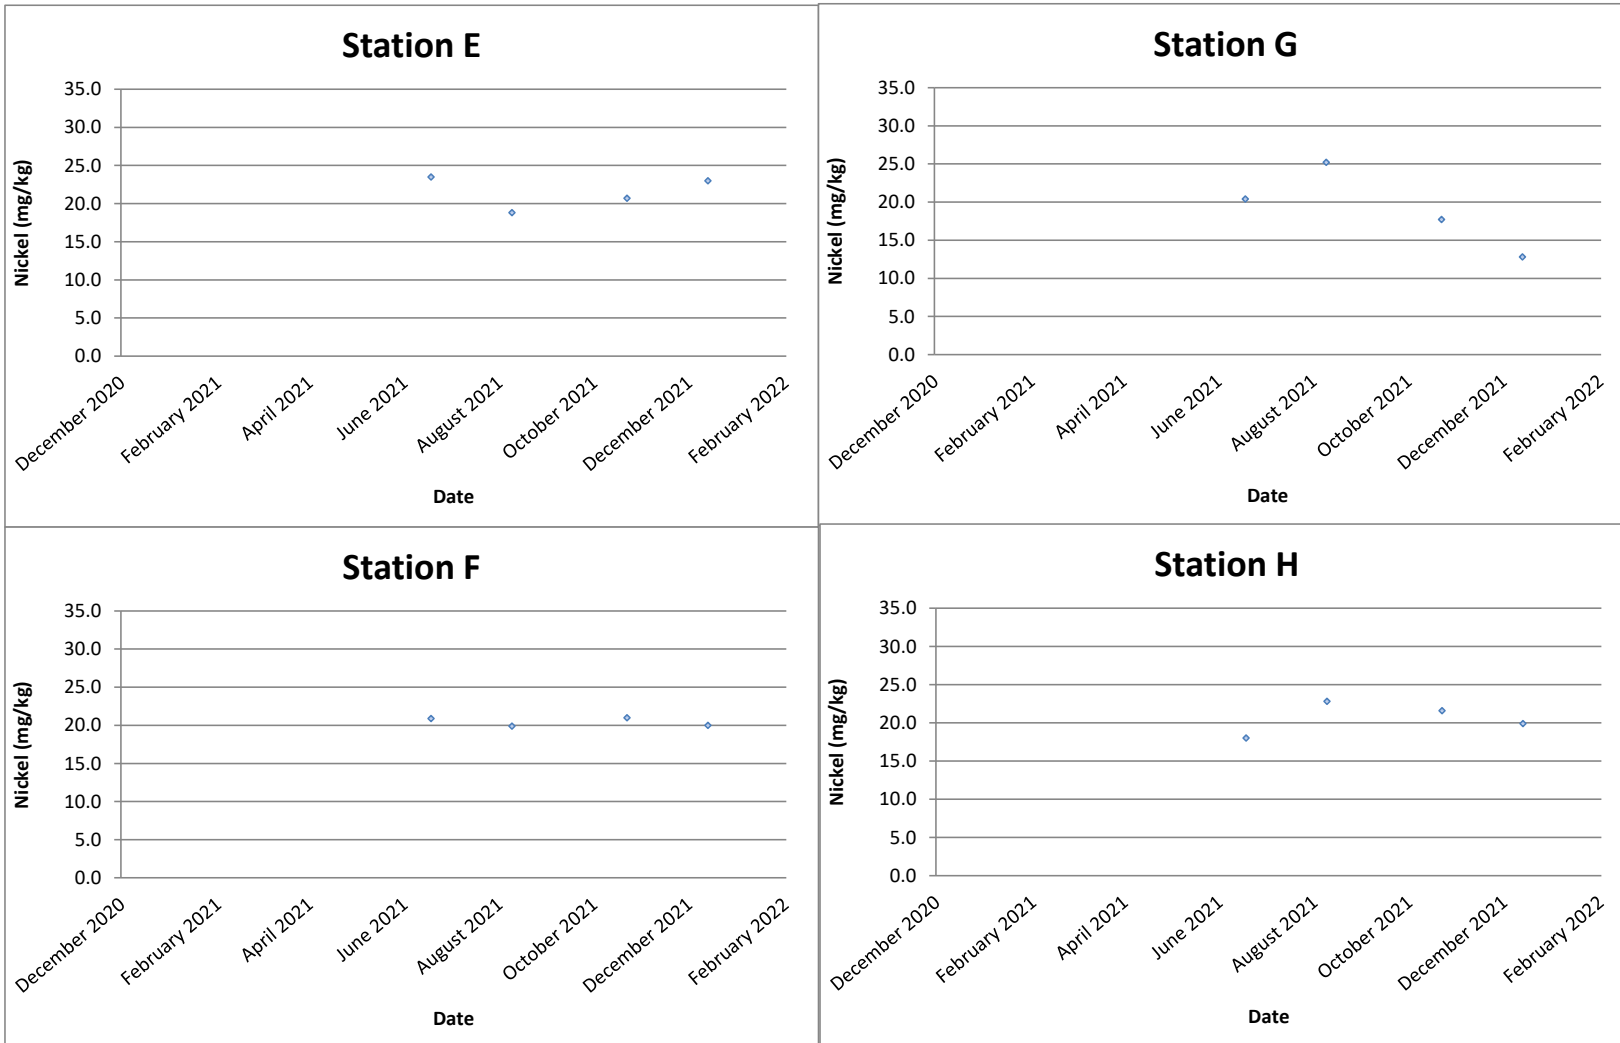 Station E
35.0
30.0
25.0
20.0
15.0
10.0
5.0
0.0
Nickel (mg/kg)
December 2020
February 2021
April 2021
June 2021
August 2021
October 2021
December 2021
February 2022
Date
Station G
35.0
30.0
25.0
20.0
15.0
10.0
5.0
0.0
Nickel (mg/kg)
December 2020
February 2021
April 2021
June 2021
August 2021
October 2021
December 2021
February 2022
Date
Station F
35.0
30.0
25.0
20.0
15.0
10.0
5.0
0.0
Nickel (mg/kg)
December 2020
February 2021
April 2021
June 2021
August 2021
October 2021
December 2021
February 2022
Date
Station H
35.0
30.0
25.0
20.0
15.0
10.0
5.0
0.0
Nickel (mg/kg)
December 2020
February 2021
April 2021
June 2021
August 2021
October 2021
December 2021
February 2022
Date